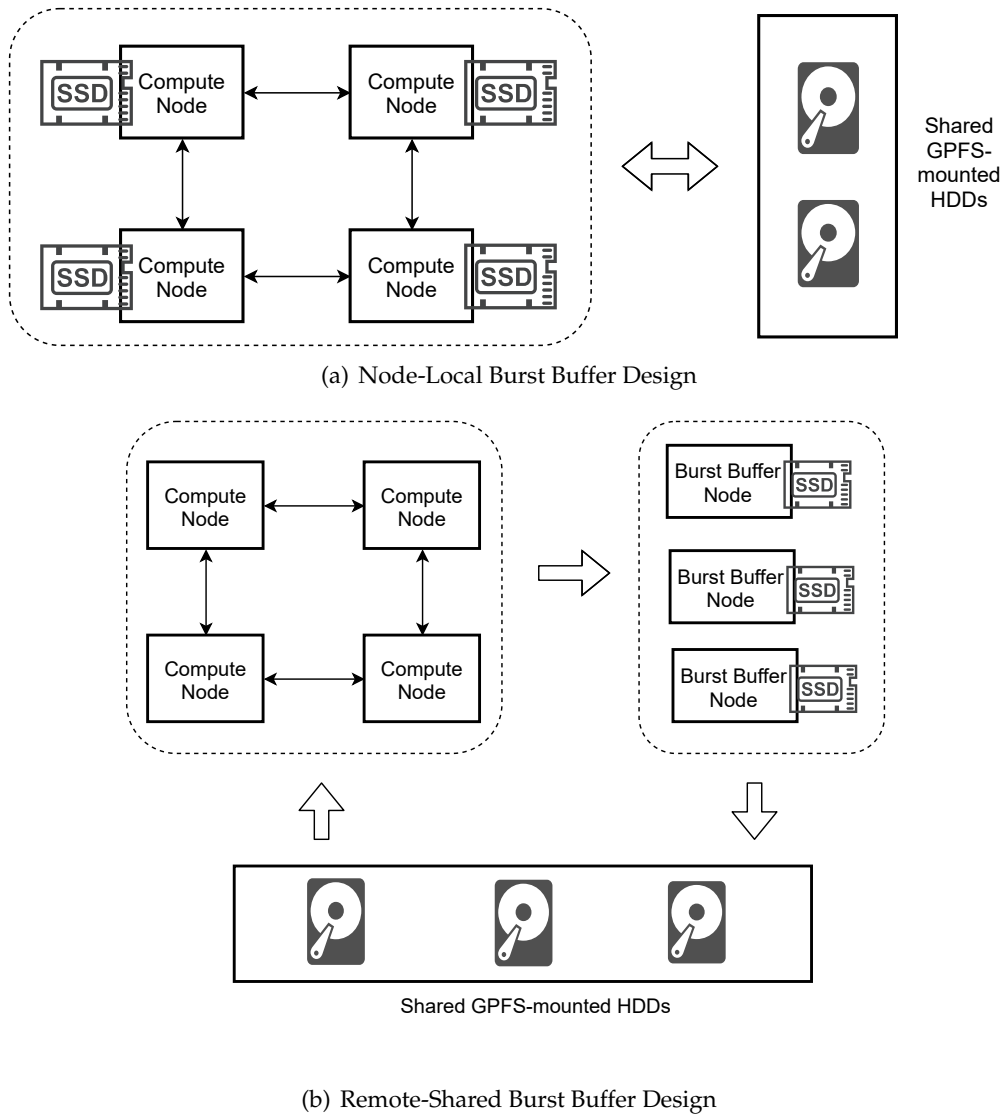 SSD
Compute
Node
Compute
Node
SSD
SSD
Compute
Node
Compute
Node
SSD
Shared
GPFS-
mounted
HDDs
(a) Node-Local Burst Buffer Design
Compute
Node
Compute
Node
Compute
Node
Compute
Node
Burst Buffer
Node
SSD
Burst Buffer
Node
SSD
Burst Buffer
Node
SSD
Shared GPFS-mounted HDDs
(b) Remote-Shared Burst Buffer Design